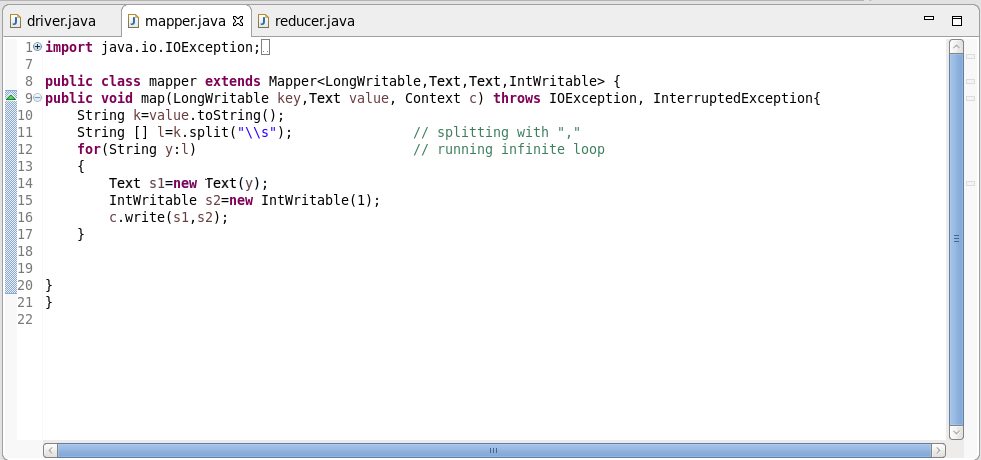 driver.java mapper.java reducer.java
1 import java.io.IOException;
7
8 public class mapper extends Mapper<LongWritable,Text,Text,IntWritable> {
9 public void map(LongWritable key,Text value, Context c) throws IOException, InterruptedException{
10     String k=value.toString();
11     String [] l=k.split("\\s");               // splitting with ","
12     for(String y:l)                           // running infinite loop
13     {
14         Text s1=new Text(y);
15         IntWritable s2=new IntWritable(1);
16         c.write(s1,s2);
17     }
18
19
20 }
21 }
22